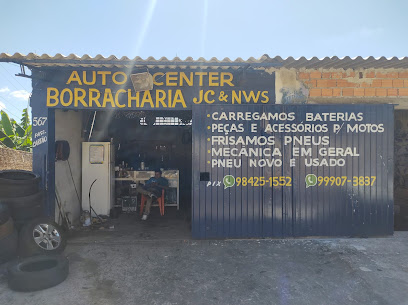 AUTO CENTER
BORRACHARIA JC & NWS
567
• CARREGAMOS BATERIAS
• PEÇAS E ACESSÓRIOS P/ MOTOS
• FRISAMOS PNEUS
• MECÂNICA EM GERAL
• PNEU NOVO E USADO
PIX 98425-1552 99907-3837